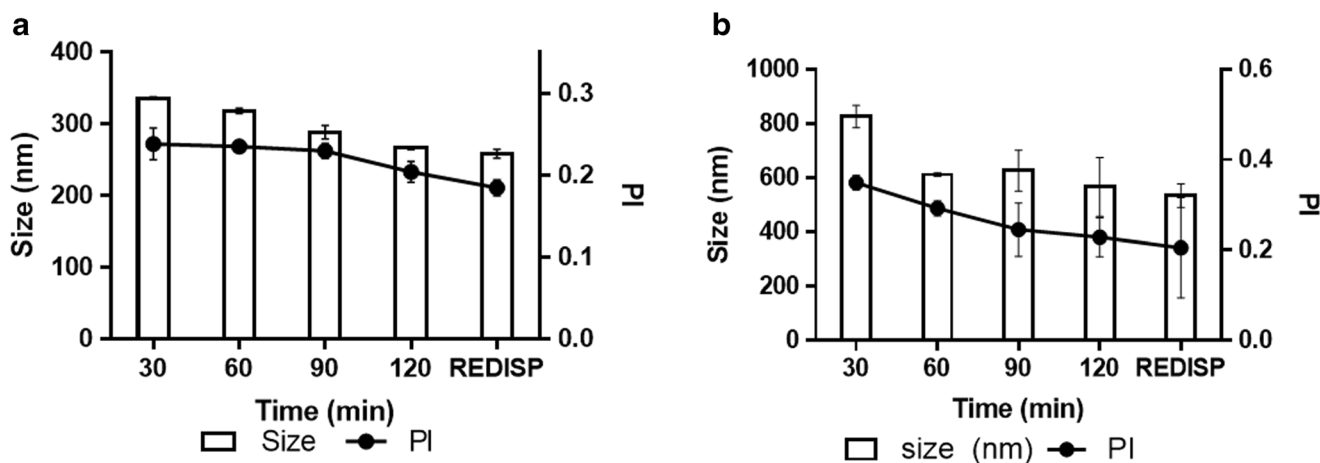 a
400
300
200
100
0
Size (nm)
0.3
0.2
0.1
0.0
PI
30 60 90 120 REDISP
Time (min)
Size PI
b
1000
800
600
400
200
0
Size (nm)
0.6
0.4
0.2
0.0
PI
30 60 90 120 REDISP
Time (min)
size (nm) PI